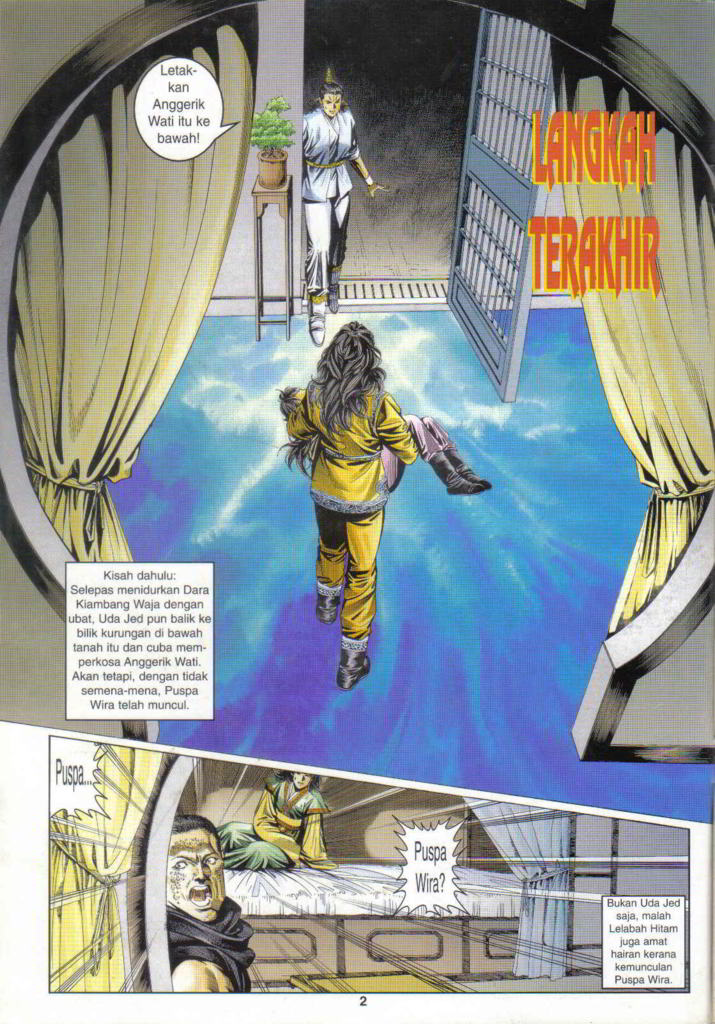 Letak-
kan
Anggerik
Wati itu ke
bawah!
LANGKAH
TERAKHIR
Kisah dahulu:
Selepas menidurkan Dara
Kiambang Waja dengan
ubat, Uda Jed pun balik ke
bilik kurungan di bawah
tanah itu dan cuba mem-
perkosa Anggerik Wati.
Akan tetapi, dengan tidak
semena-mena, Puspa
Wira telah muncul.
Puspa...
Puspa
Wira?
Bukan Uda Jed
saja, malah
Lelabah Hitam
juga amat
hairan kerana
kemunculan
Puspa Wira.
2